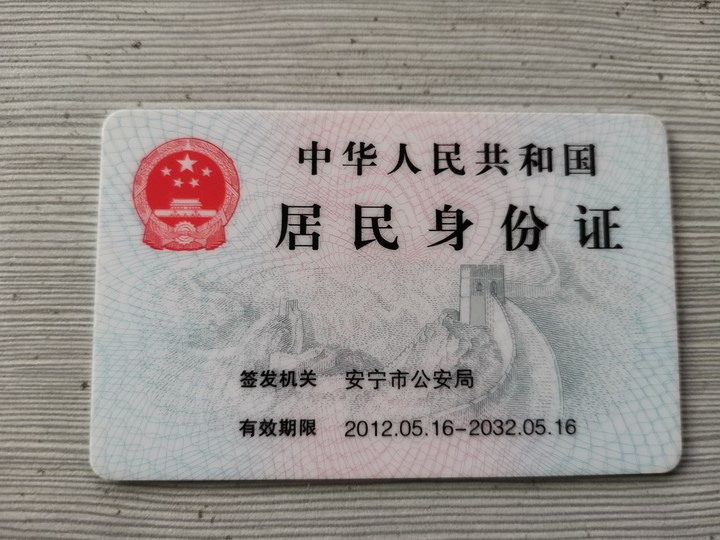 中华人民共和国
居民身份证
签发机关 安宁市公安局
有效期限 2012.05.16-2032.05.16